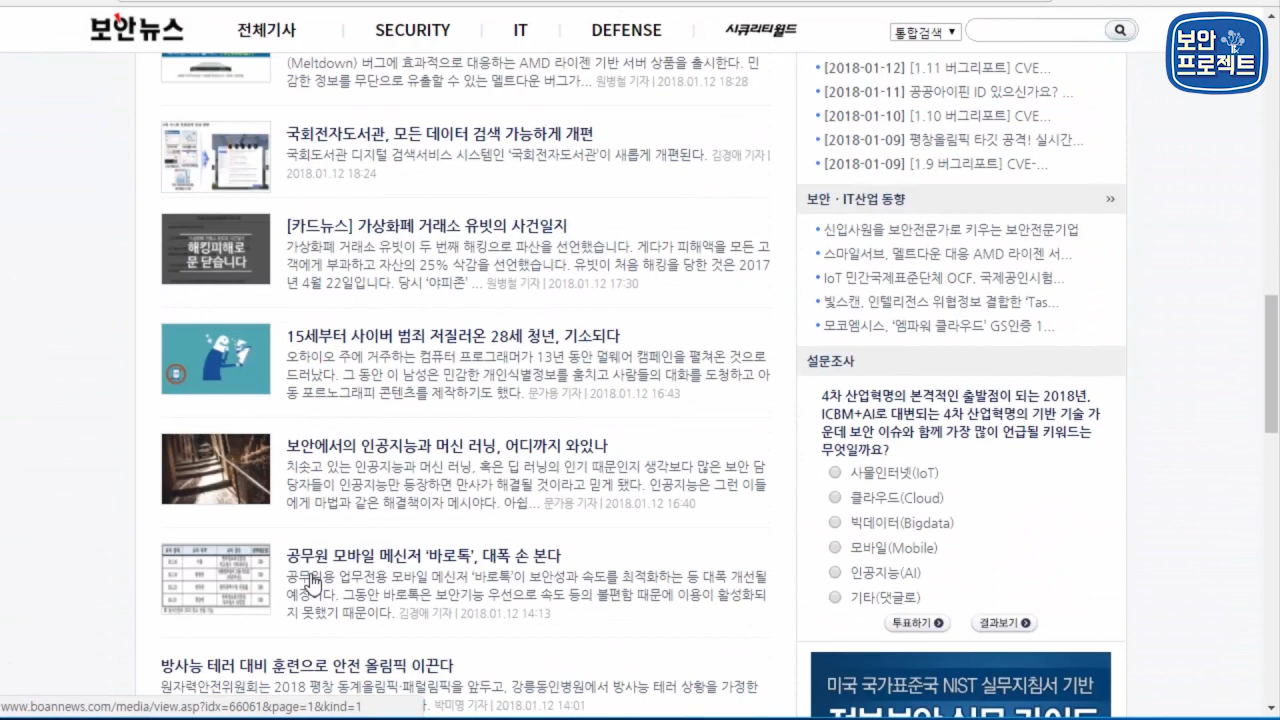 보안뉴스
전체기사
SECURITY
IT
DEFENSE
시큐리티월드
통합검색
보안
프로젝트
(Meltdown) 버그에 효과적으로 대응하는 AMD 라이젠 기반 서버 상품을 출시한다. 민
감한 정보를 무단으로 유출할 수 있는 멜트다운 버그가... 원병철 기자 | 2018.01.12 18:28
국회전자도서관, 모든 데이터 검색 가능하게 개편
국회도서관 디지털 검색서비스 시스템인 ‘국회전자도서관’이 새롭게 개편된다. 김경애 기자 |
2018.01.12 18:24
해킹피해로
문 닫습니다
[카드뉴스] 가상화폐 거래소 유빗의 사건일지
가상화폐 거래소 유빗이 두 번째 해킹으로 파산을 선언했습니다. 게다가 피해액을 모든 고
객에게 부과하고 자산의 25% 삭감을 선언했습니다. 유빗이 처음 해킹을 당한 것은 2017
년 4월 22일입니다. 당시 ‘야피존’ ... 원병철 기자 | 2018.01.12 17:30
15세부터 사이버 범죄 저질러온 28세 청년, 기소되다
오하이오 주에 거주하는 컴퓨터 프로그래머가 13년 동안 멀웨어 캠페인을 펼쳐온 것으로
드러났다. 그 동안 이 남성은 민감한 개인식별정보를 훔치고 사람들의 대화를 도청하고 아
동 포르노그래피 콘텐츠를 제작하기도 했다. 문가용 기자 | 2018.01.12 16:43
보안에서의 인공지능과 머신 러닝, 어디까지 와있나
치솟고 있는 인공지능과 머신 러닝, 혹은 딥 러닝의 인기 때문인지 생각보다 많은 보안 담
당자들이 인공지능만 등장하면 만사가 해결될 것이라고 믿게 됐다. 인공지능은 그런 이들
에게 마법과 같은 해결책이자 메시야다. 아쉽... 문가용 기자 | 2018.01.12 16:40
공무원 모바일 메신저 ‘바로톡’, 대폭 손 본다
공무원용 업무전용 모바일 메신저 ‘바로톡’이 보안성과 속도를 최적화하는 등 대폭 개선될
예정이다. 그동안 바로톡은 보안기능 우선으로 속도 등의 불편함 때문에 이용이 활성화되
지 못했기 때문이다. 김경애 기자 | 2018.01.12 14:13
방사능 테러 대비 훈련으로 안전 올림픽 이끈다
원자력안전위원회는 2018 평창 동계올림픽·패럴림픽을 앞두고, 강릉동인병원에서 방사능 테러 상황을 가정한
. 박미영 기자 | 2018.01.12 14:01
www.boannews.com/media/view.asp?idx=66061&page=1&kind=1
[2018-01-12] [1.11 버그리포트] CVE...
[2018-01-11] 공공아이핀 ID 있으신가요? ...
[2018-01-10] [1.10 버그리포트] CVE...
[2018-01-09] 평창올림픽 타깃 공격! 실시간...
[2018-01-09] [1.9 버그리포트] CVE-...
보안 · IT산업 동향 »
신입사원을 보안전문가로 키우는 보안전문기업
스마일서브, 멜트다운 대응 AMD 라이젠 서...
IoT 민간국제표준단체 OCF, 국제공인시험...
빛스캔, 인텔리전스 위협정보 결합한 ‘Tas...
모코엠시스, ‘엠파워 클라우드’ GS인증 1...
설문조사
4차 산업혁명의 본격적인 출발점이 되는 2018년.
ICBM+AI로 대변되는 4차 산업혁명의 기반 기술 가
운데 보안 이슈와 함께 가장 많이 언급될 키워드는
무엇일까요?
사물인터넷(IoT)
클라우드(Cloud)
빅데이터(Bigdata)
모바일(Mobile)
인공지능(AI)
기타(댓글로)
투표하기
결과보기
미국 국가표준국 NIST 실무지침서 기반
정보보안 실무 가이드